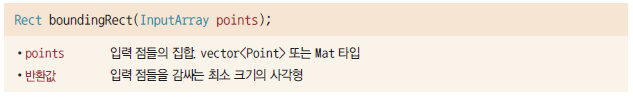 Rect boundingRect(InputArray points);
• points 입력 점들의 집합. vector<Point> 또는 Mat 타입
• 반환값 입력 점들을 감싸는 최소 크기의 사각형